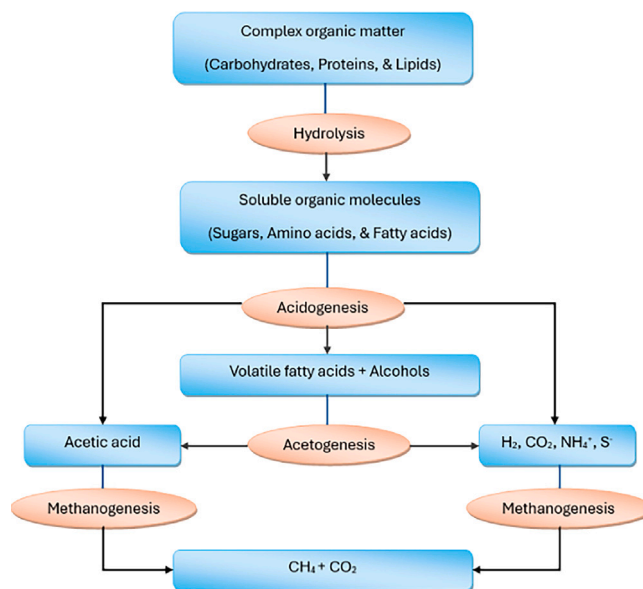 Complex organic matter
(Carbohydrates, Proteins, & Lipids)
Hydrolysis
Soluble organic molecules
(Sugars, Amino acids, & Fatty acids)
Acidogenesis
Volatile fatty acids + Alcohols
Acetic acid
Acetogenesis
H₂, CO₂, NH₄⁺, S⁻
Methanogenesis
Methanogenesis
CH₄ + CO₂